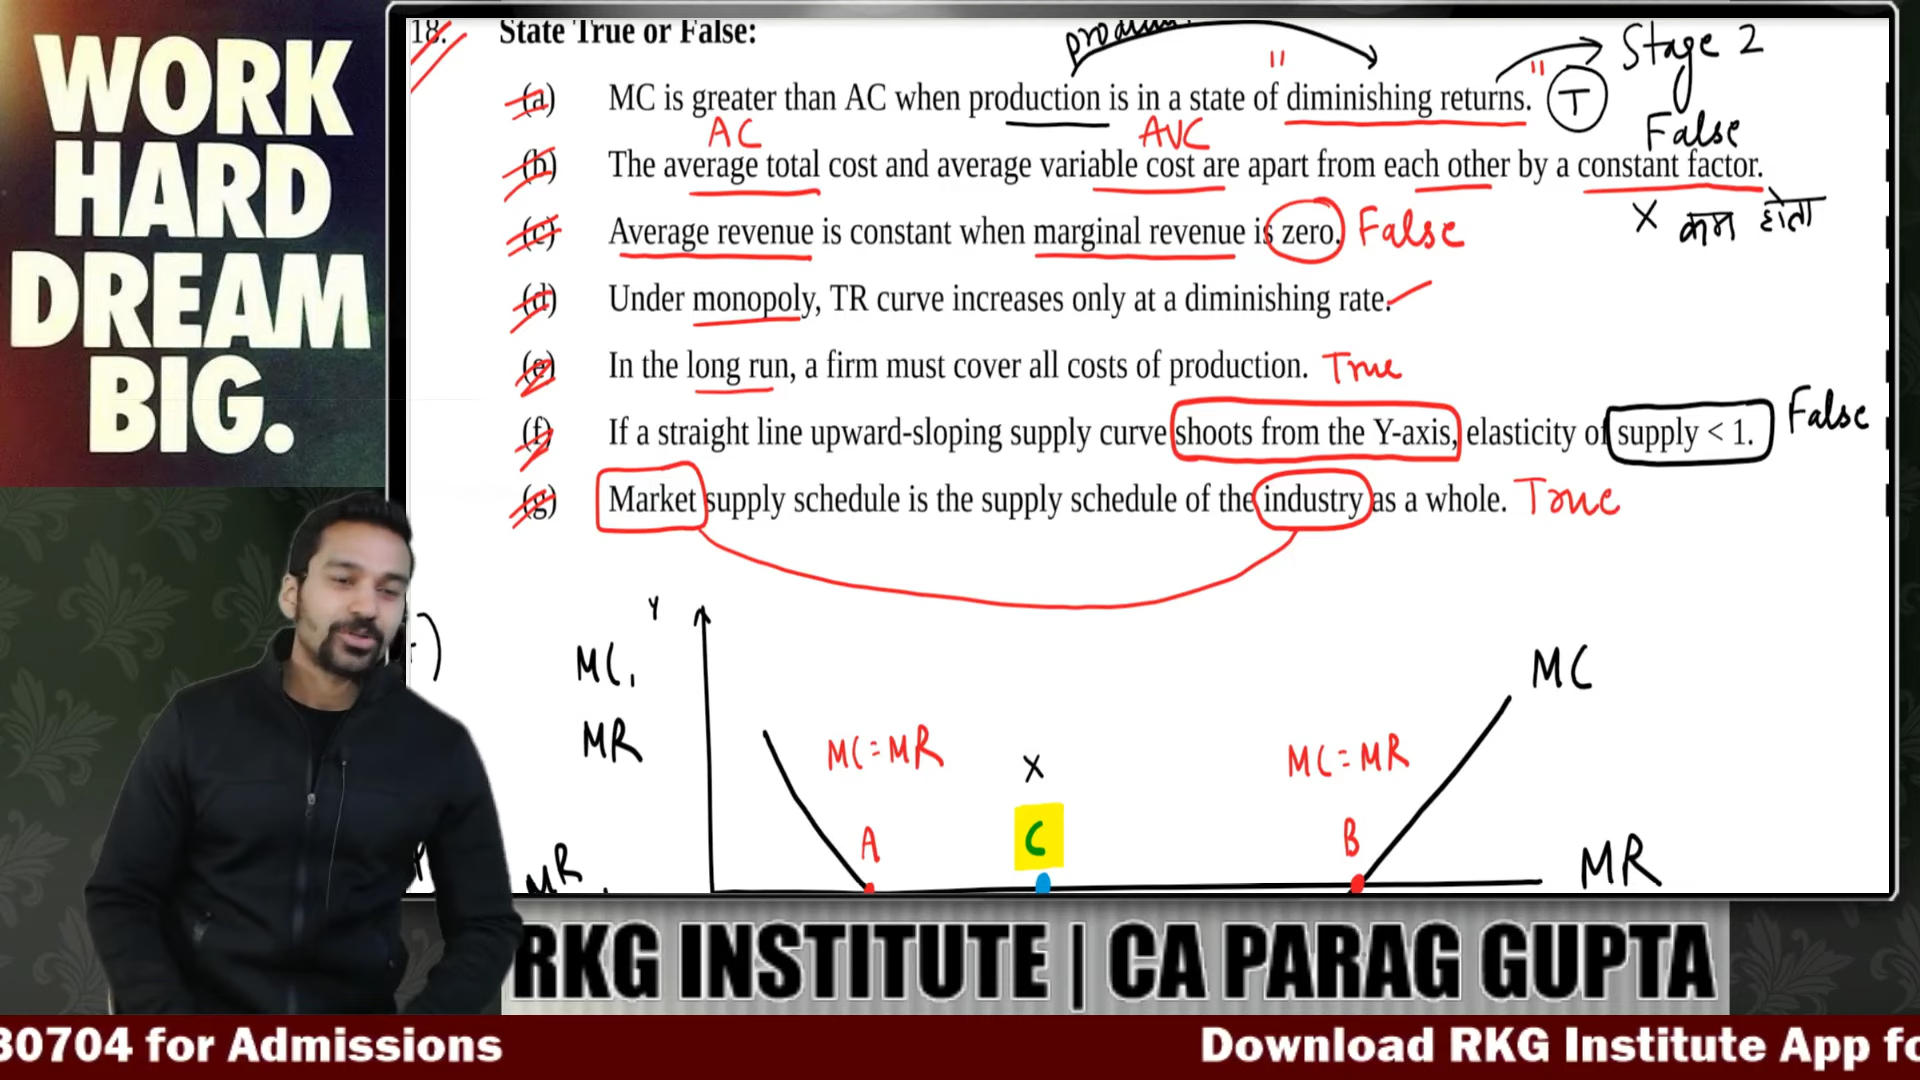 WORK
HARD
DREAM
BIG.
18. State True or False:
(a) MC is greater than AC when production is in a state of diminishing returns. T
Stage 2
AC AVC False
(b) The average total cost and average variable cost are apart from each other by a constant factor.
X कम होता
(c) Average revenue is constant when marginal revenue is zero. False
(d) Under monopoly, TR curve increases only at a diminishing rate.
(e) In the long run, a firm must cover all costs of production. True
(f) If a straight line upward-sloping supply curve shoots from the Y-axis, elasticity of supply < 1. False
(g) Market supply schedule is the supply schedule of the industry as a whole. True
Y
MC,
MR
MC
MC=MR
X
MC=MR
A
C
B
MR
MR
RKG INSTITUTE | CA PARAG GUPTA
30704 for Admissions
Download RKG Institute App fo